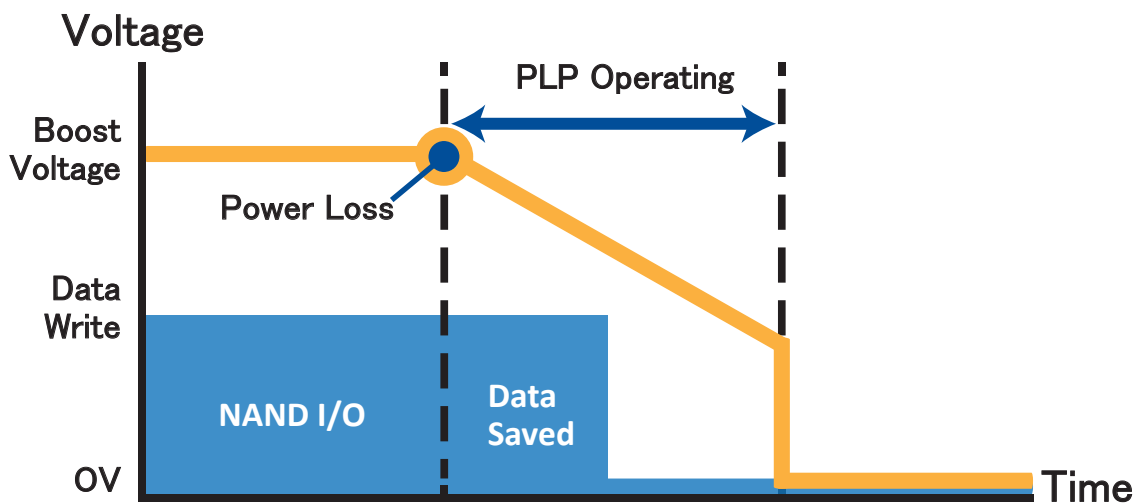 Voltage
PLP Operating
Boost
Voltage
Power Loss
Data
Write
NAND I/O
Data
Saved
0V
Time